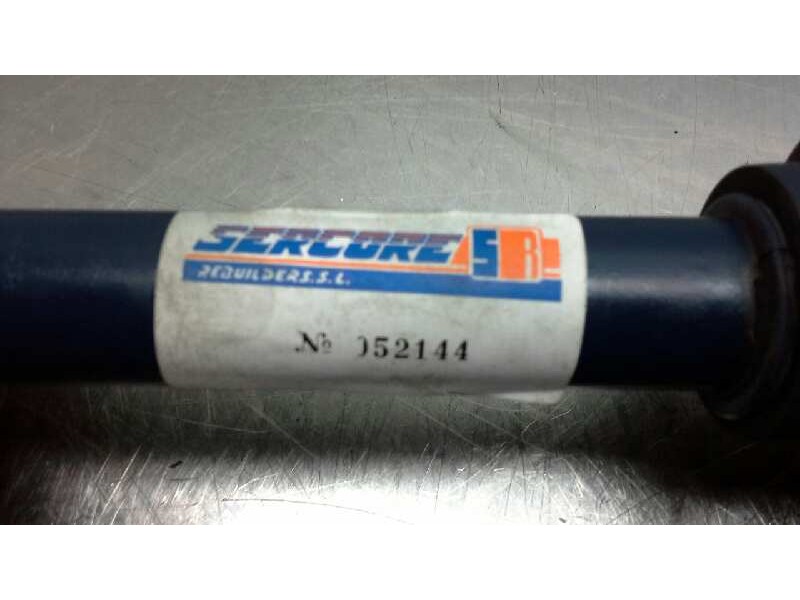 SERCORE SR
REBUILDERS.S.L.
Nº 052144